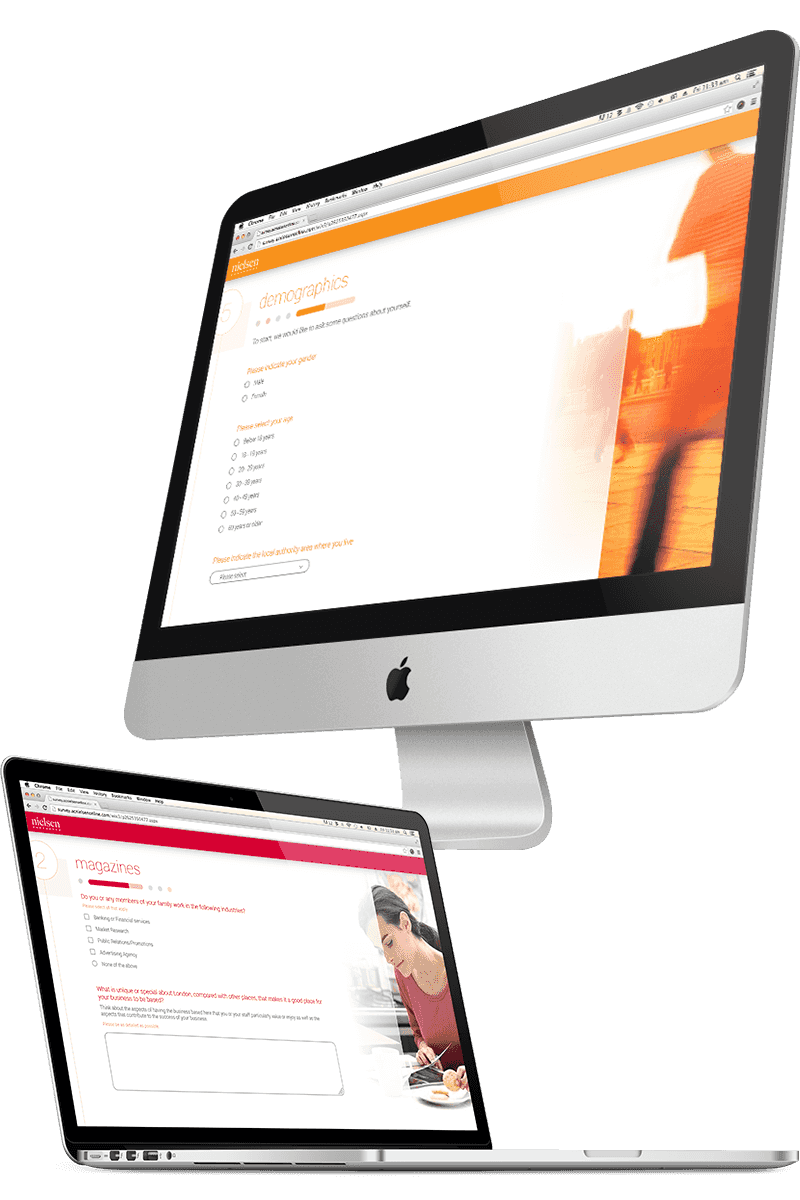 Chrome File Edit View History Bookmarks Window Help
Fri 11:53 am
nielsen
5
demographics
To start, we would like to ask some questions about yourself.
Please indicate your gender
Male
Female
Please select your age
Below 16 years
16 - 19 years
20 - 29 years
30 - 39 years
40 - 49 years
50 - 59 years
60 years or older
Please indicate the local authority area where you live
Please select
Chrome File Edit View History Bookmarks Window Help
nielsen
2
magazines
Do you or any members of your family work in the following industries?
Please select all that apply
Banking or Financial services
Market Research
Public Relations/Promotions
Advertising Agency
None of the above
What is unique or special about London, compared with other places, that makes it a good place for
your business to be based?
Think about the aspects of having the business based here that you or your staff particularly value or enjoy as well as the
aspects that contribute to the success of your business.
Please be as detailed as possible